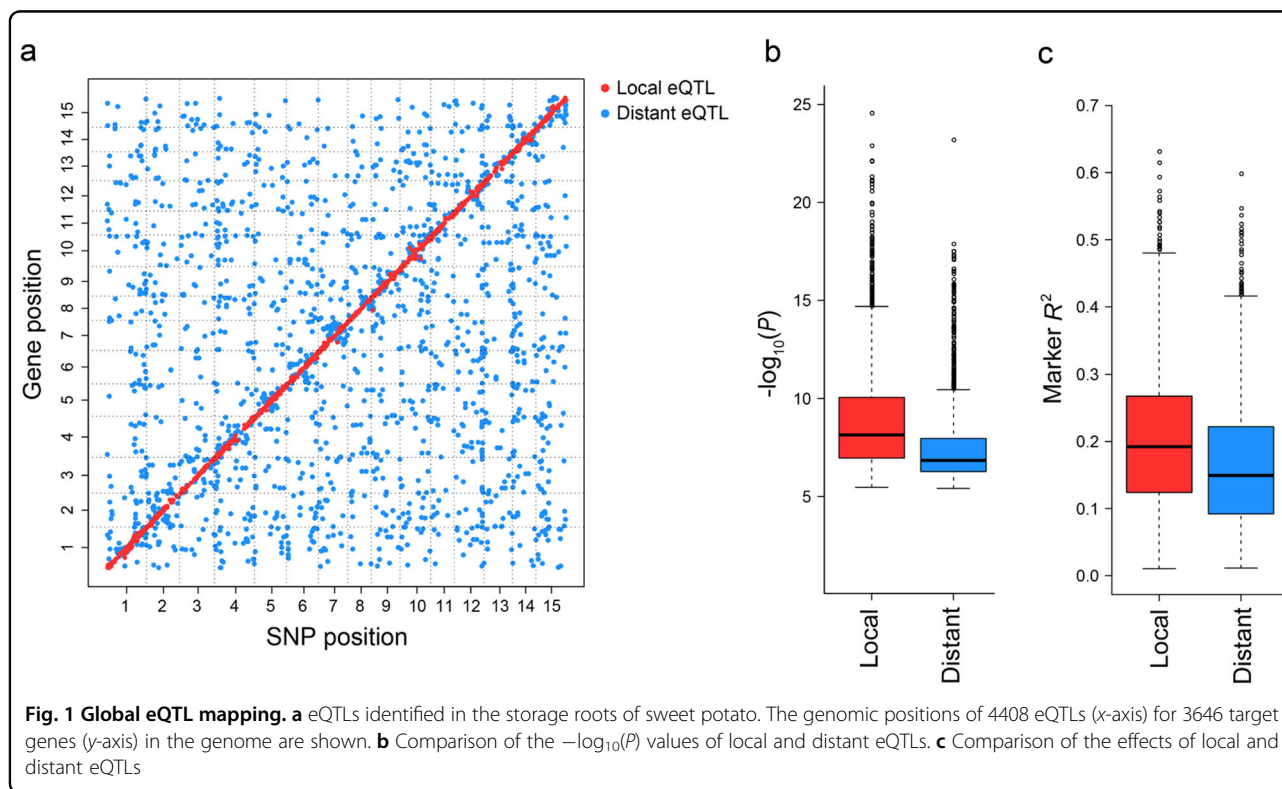 a
Local eQTL
Distant eQTL
Gene position
15
14
13
12
11
10
9
8
7
6
5
4
3
2
1
1 2 3 4 5 6 7 8 9 10 11 12 13 14 15
SNP position
b
-log10(P)
25
20
15
10
5
Local
Distant
c
Marker R²
0.7
0.6
0.5
0.4
0.3
0.2
0.1
0.0
Local
Distant
Fig. 1 Global eQTL mapping. a eQTLs identified in the storage roots of sweet potato. The genomic positions of 4408 eQTLs (x-axis) for 3646 target
genes (y-axis) in the genome are shown. b Comparison of the −log10(P) values of local and distant eQTLs. c Comparison of the effects of local and
distant eQTLs